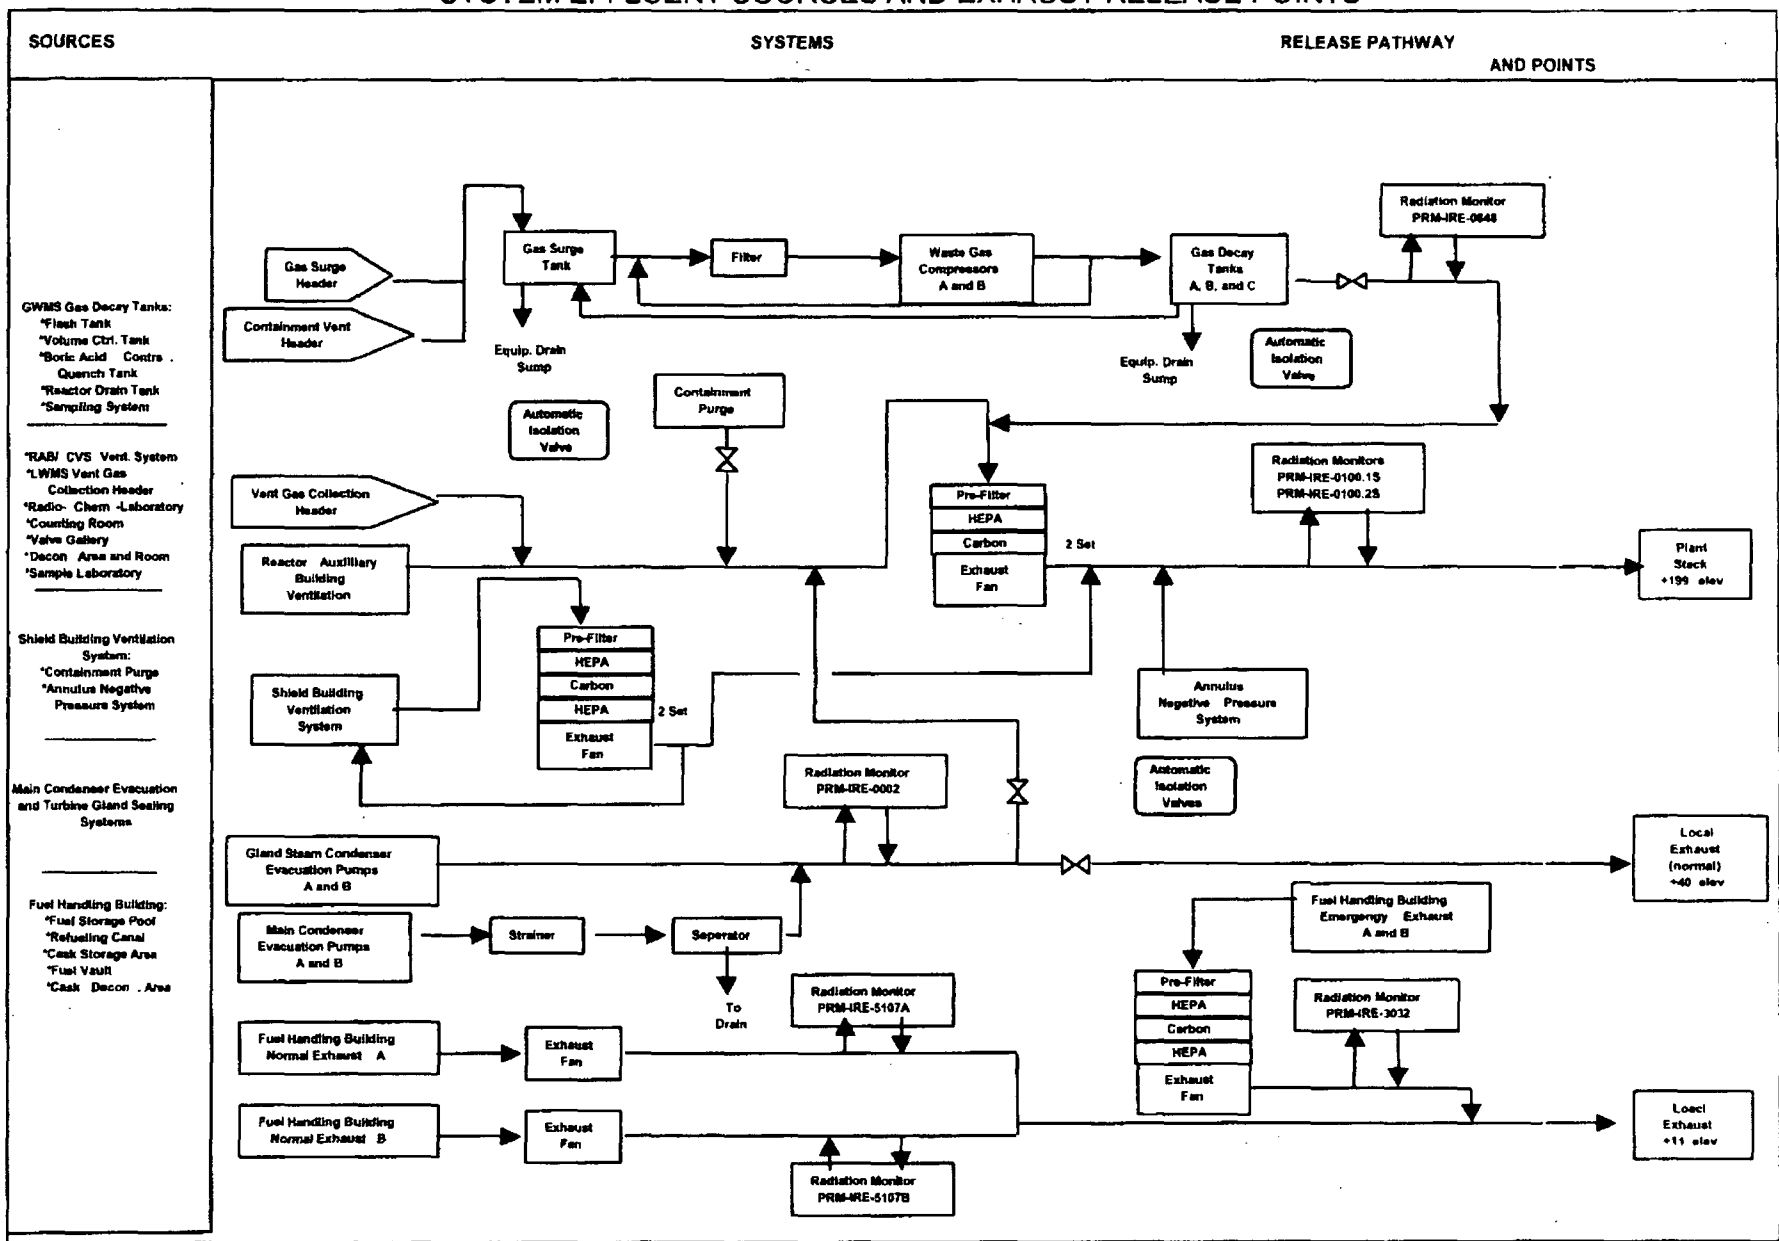 SYSTEM EFFLUENT SOURCES AND EXHAUST RELEASE POINTS
SOURCES
SYSTEMS
RELEASE PATHWAY
AND POINTS
GWMS Gas Decay Tanks:
*Flash Tank
*Volume Ctrl. Tank
*Boric Acid Contrs .
Quench Tank
*Reactor Drain Tank
*Sampling System
*RAB/ CVS Vent. System
*LWMS Vent Gas
Collection Header
*Radio- Chem -Laboratory
*Counting Room
*Valve Gallery
*Decon Area and Room
*Sample Laboratory
Shield Building Ventilation
System:
*Containment Purge
*Annulus Negative
Pressure System
Main Condenser Evacuation
and Turbine Gland Sealing
Systems
Fuel Handling Building:
*Fuel Storage Pool
*Refueling Canal
*Cask Storage Area
*Fuel Vault
*Cask Decon . Area
Gas Surge
Header
Containment Vent
Header
Gas Surge
Tank
Equip. Drain
Sump
Filter
Waste Gas
Compressors
A and B
Gas Decay
Tanks
A, B, and C
Equip. Drain
Sump
Automatic
Isolation
Valve
Radiation Monitor
PRM-IRE-0648
Automatic
Isolation
Valve
Containment
Purge
Vent Gas Collection
Header
Reactor Auxilliary
Building
Ventilation
Pre-Filter
HEPA
Carbon
Exhaust
Fan
2 Set
Radiation Monitors
PRM-IRE-0100.1S
PRM-IRE-0100.2S
Plant
Stack
+199 elev
Shield Building
Ventilation
System
Pre-Filter
HEPA
Carbon
HEPA
Exhaust
Fan
2 Set
Annulus
Negative Pressure
System
Automatic
Isolation
Valves
Radiation Monitor
PRM-IRE-0002
Gland Steam Condenser
Evacuation Pumps
A and B
Local
Exhaust
(normal)
+40 elev
Main Condenser
Evacuation Pumps
A and B
Strainer
Seperator
To
Drain
Fuel Handling Building
Emergengy Exhaust
A and B
Pre-Filter
HEPA
Carbon
HEPA
Exhaust
Fan
Radiation Monitor
PRM-IRE-3032
Radiation Monitor
PRM-IRE-5107A
Fuel Handling Building
Normal Exhaust A
Exhaust
Fan
Fuel Handling Building
Normal Exhaust B
Exhaust
Fan
Radiation Monitor
PRM-IRE-5107B
Loacl
Exhaust
+11 elev